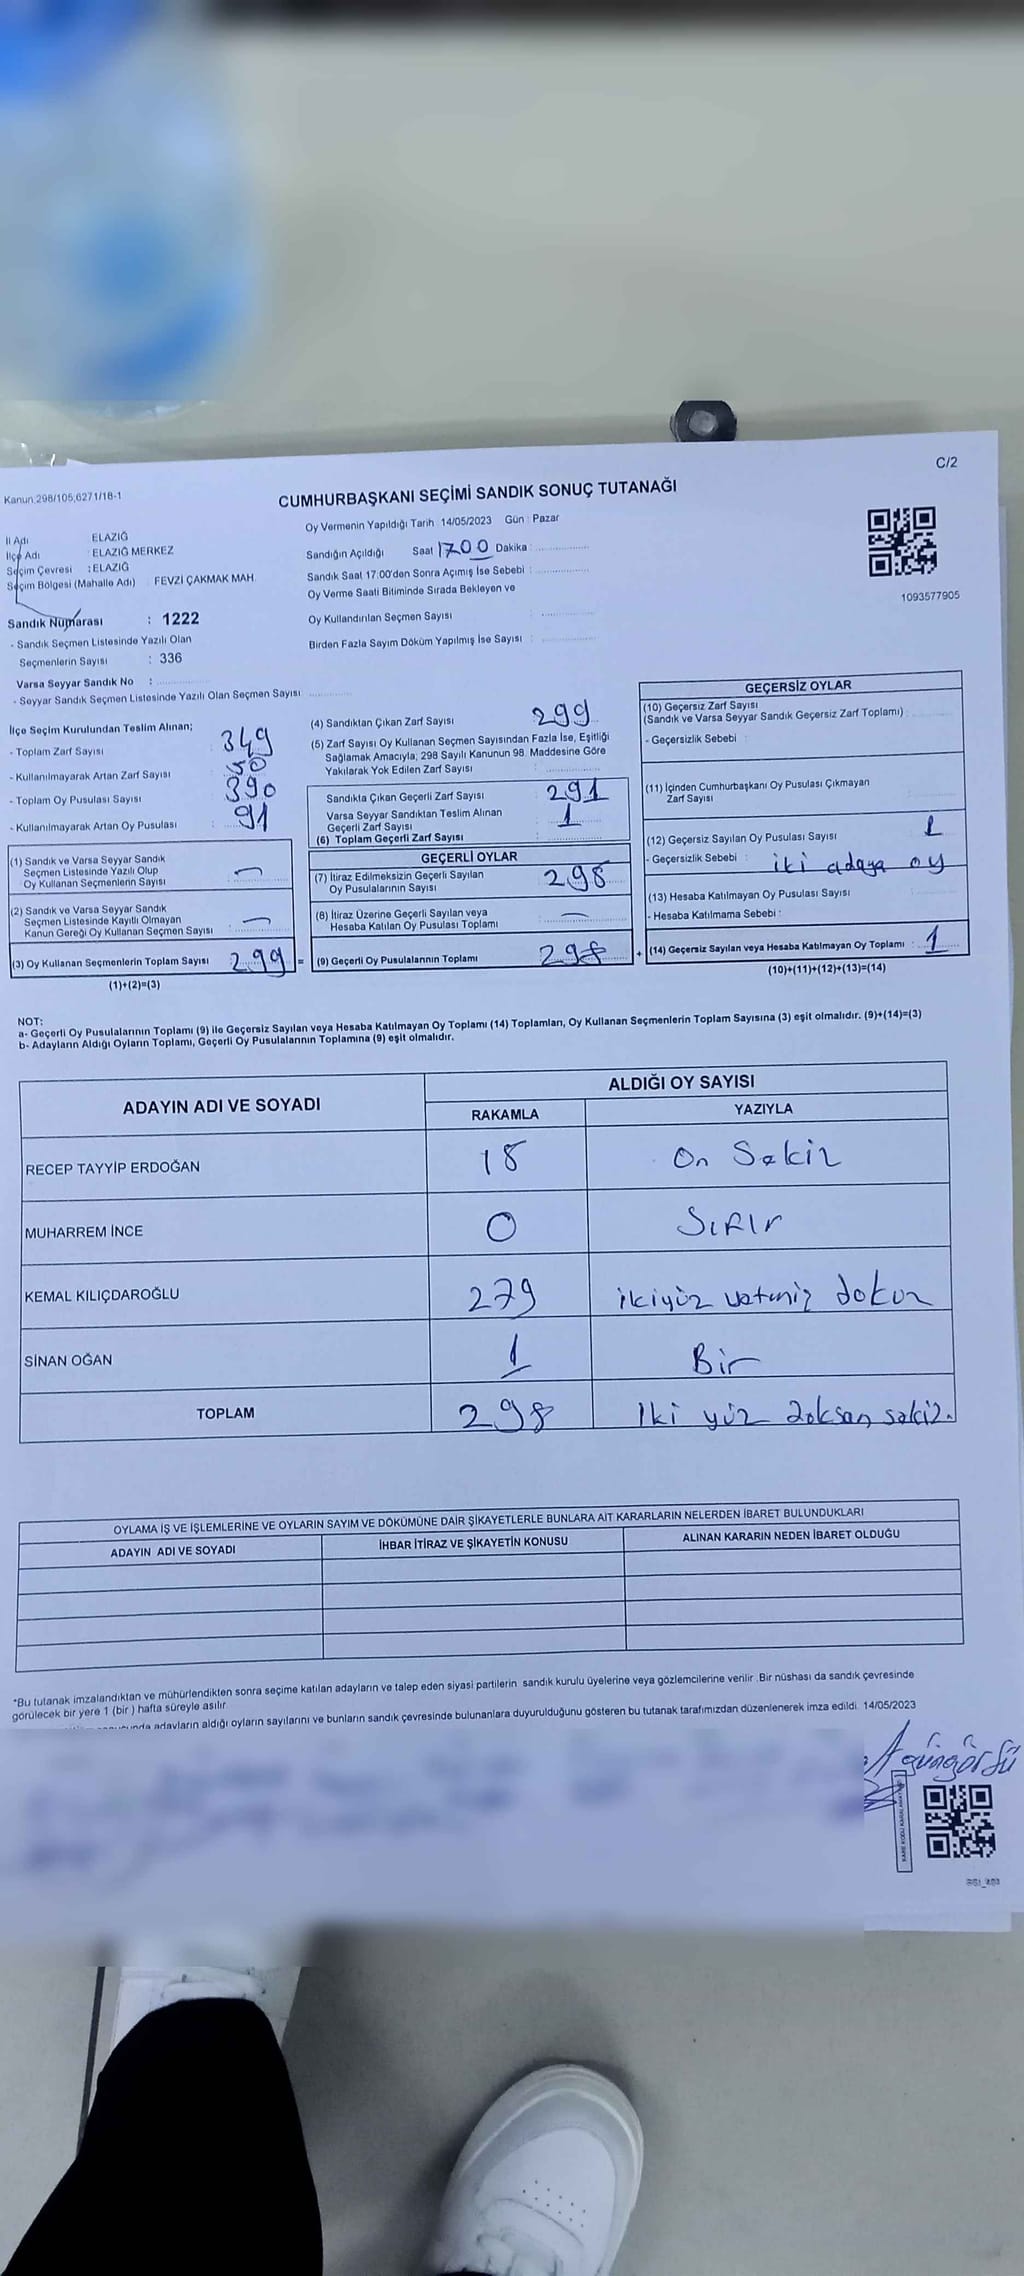 C/2
Kanun 298/105,6271/18-1
CUMHURBAŞKANI SEÇİMİ SANDIK SONUÇ TUTANAĞI
İl Adı ELAZIĞ
İlçe Adı : ELAZIĞ MERKEZ
Seçim Çevresi : ELAZIĞ
Seçim Bölgesi (Mahalle Adı) FEVZİ ÇAKMAK MAH.
Sandık Numarası : 1222
- Sandık Seçmen Listesinde Yazılı Olan
Seçmenlerin Sayısı : 336
Varsa Seyyar Sandık No :
- Seyyar Sandık Seçmen Listesinde Yazılı Olan Seçmen Sayısı
Oy Vermenin Yapıldığı Tarih 14/05/2023 Gün : Pazar
Sandığın Açıldığı Saat 1700 Dakika :
Sandık Saat 17:00'den Sonra Açımış İse Sebebi :
Oy Verme Saati Bitiminde Sırada Bekleyen ve
Oy Kullandırılan Seçmen Sayısı :
Birden Fazla Sayım Döküm Yapılmış İse Sayısı :
1093577905
İlçe Seçim Kurulundan Teslim Alınan;
- Toplam Zarf Sayısı : 349
- Kullanılmayarak Artan Zarf Sayısı : 50
- Toplam Oy Pusulası Sayısı : 390
- Kullanılmayarak Artan Oy Pusulası : 91
(1) Sandık ve Varsa Seyyar Sandık
Seçmen Listesinde Yazılı Olup
Oy Kullanan Seçmenlerin Sayısı : —
(2) Sandık ve Varsa Seyyar Sandık
Seçmen Listesinde Kayıtlı Olmayan
Kanun Gereği Oy Kullanan Seçmen Sayısı : —
(3) Oy Kullanan Seçmenlerin Toplam Sayısı : 299 =
(1)+(2)=(3)
(4) Sandıktan Çıkan Zarf Sayısı : 299
(5) Zarf Sayısı Oy Kullanan Seçmen Sayısından Fazla İse, Eşitliği
Sağlamak Amacıyla; 298 Sayılı Kanunun 98. Maddesine Göre
Yakılarak Yok Edilen Zarf Sayısı :
Sandıkta Çıkan Geçerli Zarf Sayısı : 291
Varsa Seyyar Sandıktan Teslim Alınan
Geçerli Zarf Sayısı : 1
(6) Toplam Geçerli Zarf Sayısı :
GEÇERLİ OYLAR
(7) İtiraz Edilmeksizin Geçerli Sayılan
Oy Pusulalarının Sayısı : 298
(8) İtiraz Üzerine Geçerli Sayılan veya
Hesaba Katılan Oy Pusulası Toplamı : —
(9) Geçerli Oy Pusulalarının Toplamı : 298 +
GEÇERSİZ OYLAR
(10) Geçersiz Zarf Sayısı
(Sandık ve Varsa Seyyar Sandık Geçersiz Zarf Toplamı) :
- Geçersizlik Sebebi :
(11) İçinden Cumhurbaşkanı Oy Pusulası Çıkmayan
Zarf Sayısı :
(12) Geçersiz Sayılan Oy Pusulası Sayısı : 1
- Geçersizlik Sebebi : iki adaya oy
(13) Hesaba Katılmayan Oy Pusulası Sayısı :
- Hesaba Katılmama Sebebi :
(14) Geçersiz Sayılan veya Hesaba Katılmayan Oy Toplamı : 1
(10)+(11)+(12)+(13)=(14)
NOT:
a- Geçerli Oy Pusulalarının Toplamı (9) ile Geçersiz Sayılan veya Hesaba Katılmayan Oy Toplamı (14) Toplamları, Oy Kullanan Seçmenlerin Toplam Sayısına (3) eşit olmalıdır. (9)+(14)=(3)
b- Adayların Aldığı Oyların Toplamı, Geçerli Oy Pusulalarının Toplamına (9) eşit olmalıdır.
ADAYIN ADI VE SOYADI ALDIĞI OY SAYISI
RAKAMLA YAZIYLA
RECEP TAYYİP ERDOĞAN 18 On Sekiz
MUHARREM İNCE 0 Sıfır
KEMAL KILIÇDAROĞLU 279 ikiyüz yetmiş dokuz
SİNAN OĞAN 1 Bir
TOPLAM 298 İki yüz doksan sekiz.
OYLAMA İŞ VE İŞLEMLERİNE VE OYLARIN SAYIM VE DÖKÜMÜNE DAİR ŞİKAYETLERLE BUNLARA AİT KARARLARIN NELERDEN İBARET BULUNDUKLARI
ADAYIN ADI VE SOYADI İHBAR İTİRAZ VE ŞİKAYETİN KONUSU ALINAN KARARIN NEDEN İBARET OLDUĞU
*Bu tutanak imzalandıktan ve mühürlendikten sonra seçime katılan adayların ve talep eden siyasi partilerin sandık kurulu üyelerine veya gözlemcilerine verilir .Bir nüshası da sandık çevresinde
görülecek bir yere 1 (bir ) hafta süreyle asılır.
adayların aldığı oyların sayılarını ve bunların sandık çevresinde bulunanlara duyurulduğunu gösteren bu tutanak tarafımızdan düzenlenerek imza edildi. 14/05/2023